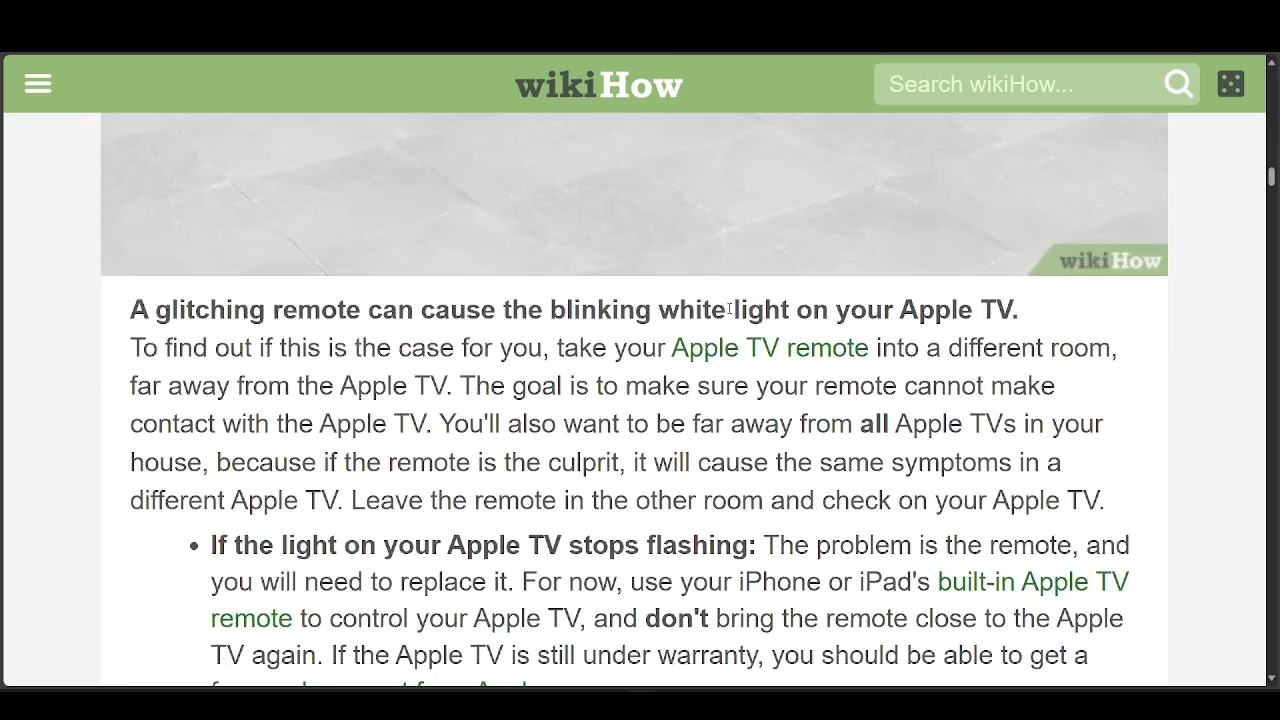 wikiHow
Search wikiHow...
wikiHow
A glitching remote can cause the blinking white light on your Apple TV.
To find out if this is the case for you, take your Apple TV remote into a different room,
far away from the Apple TV. The goal is to make sure your remote cannot make
contact with the Apple TV. You'll also want to be far away from all Apple TVs in your
house, because if the remote is the culprit, it will cause the same symptoms in a
different Apple TV. Leave the remote in the other room and check on your Apple TV.
• If the light on your Apple TV stops flashing: The problem is the remote, and
you will need to replace it. For now, use your iPhone or iPad's built-in Apple TV
remote to control your Apple TV, and don't bring the remote close to the Apple
TV again. If the Apple TV is still under warranty, you should be able to get a